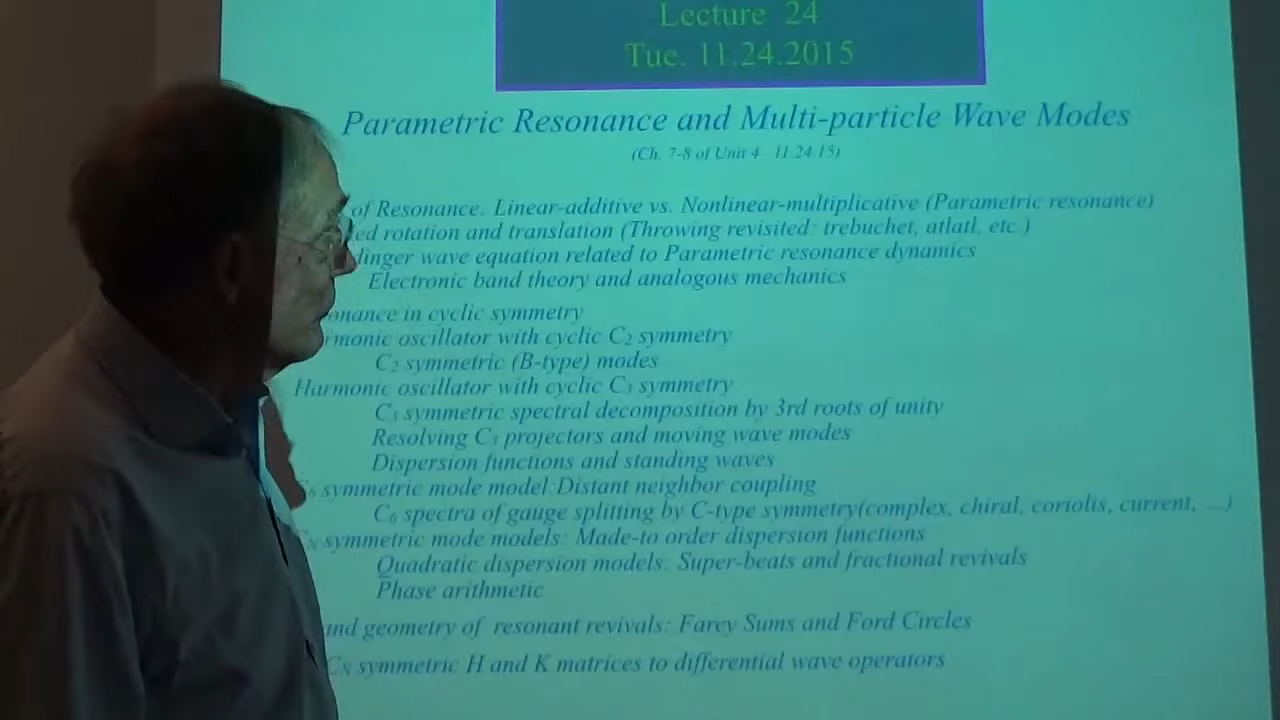 Lecture 24
Tue. 11.24.2015
Parametric Resonance and Multi-particle Wave Modes
(Ch. 7-8 of Unit 4 11.24.15)
of Resonance. Linear-additive vs. Nonlinear-multiplicative (Parametric resonance)
ed rotation and translation (Throwing revisited: trebuchet, atlatl, etc.)
dinger wave equation related to Parametric resonance dynamics
Electronic band theory and analogous mechanics
onance in cyclic symmetry
rmonic oscillator with cyclic C₂ symmetry
C₂ symmetric (B-type) modes
Harmonic oscillator with cyclic C₃ symmetry
C₃ symmetric spectral decomposition by 3rd roots of unity
Resolving C₃ projectors and moving wave modes
Dispersion functions and standing waves
C₆ symmetric mode model:Distant neighbor coupling
C₆ spectra of gauge splitting by C-type symmetry(complex, chiral, coriolis, current, ...)
C_N symmetric mode models: Made-to order dispersion functions
Quadratic dispersion models: Super-beats and fractional revivals
Phase arithmetic
and geometry of resonant revivals: Farey Sums and Ford Circles
C_N symmetric H and K matrices to differential wave operators